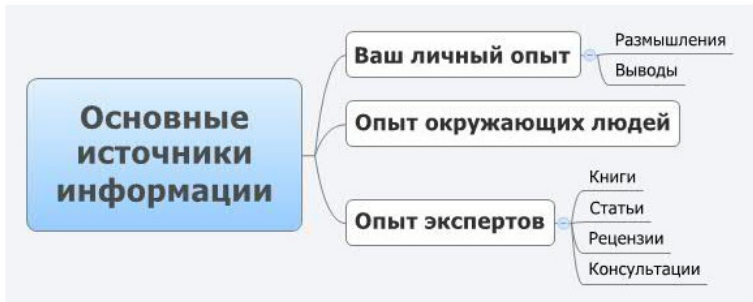 Основные
источники
информации
Ваш личный опыт
Размышления
Выводы
Опыт окружающих людей
Опыт экспертов
Книги
Статьи
Рецензии
Консультации